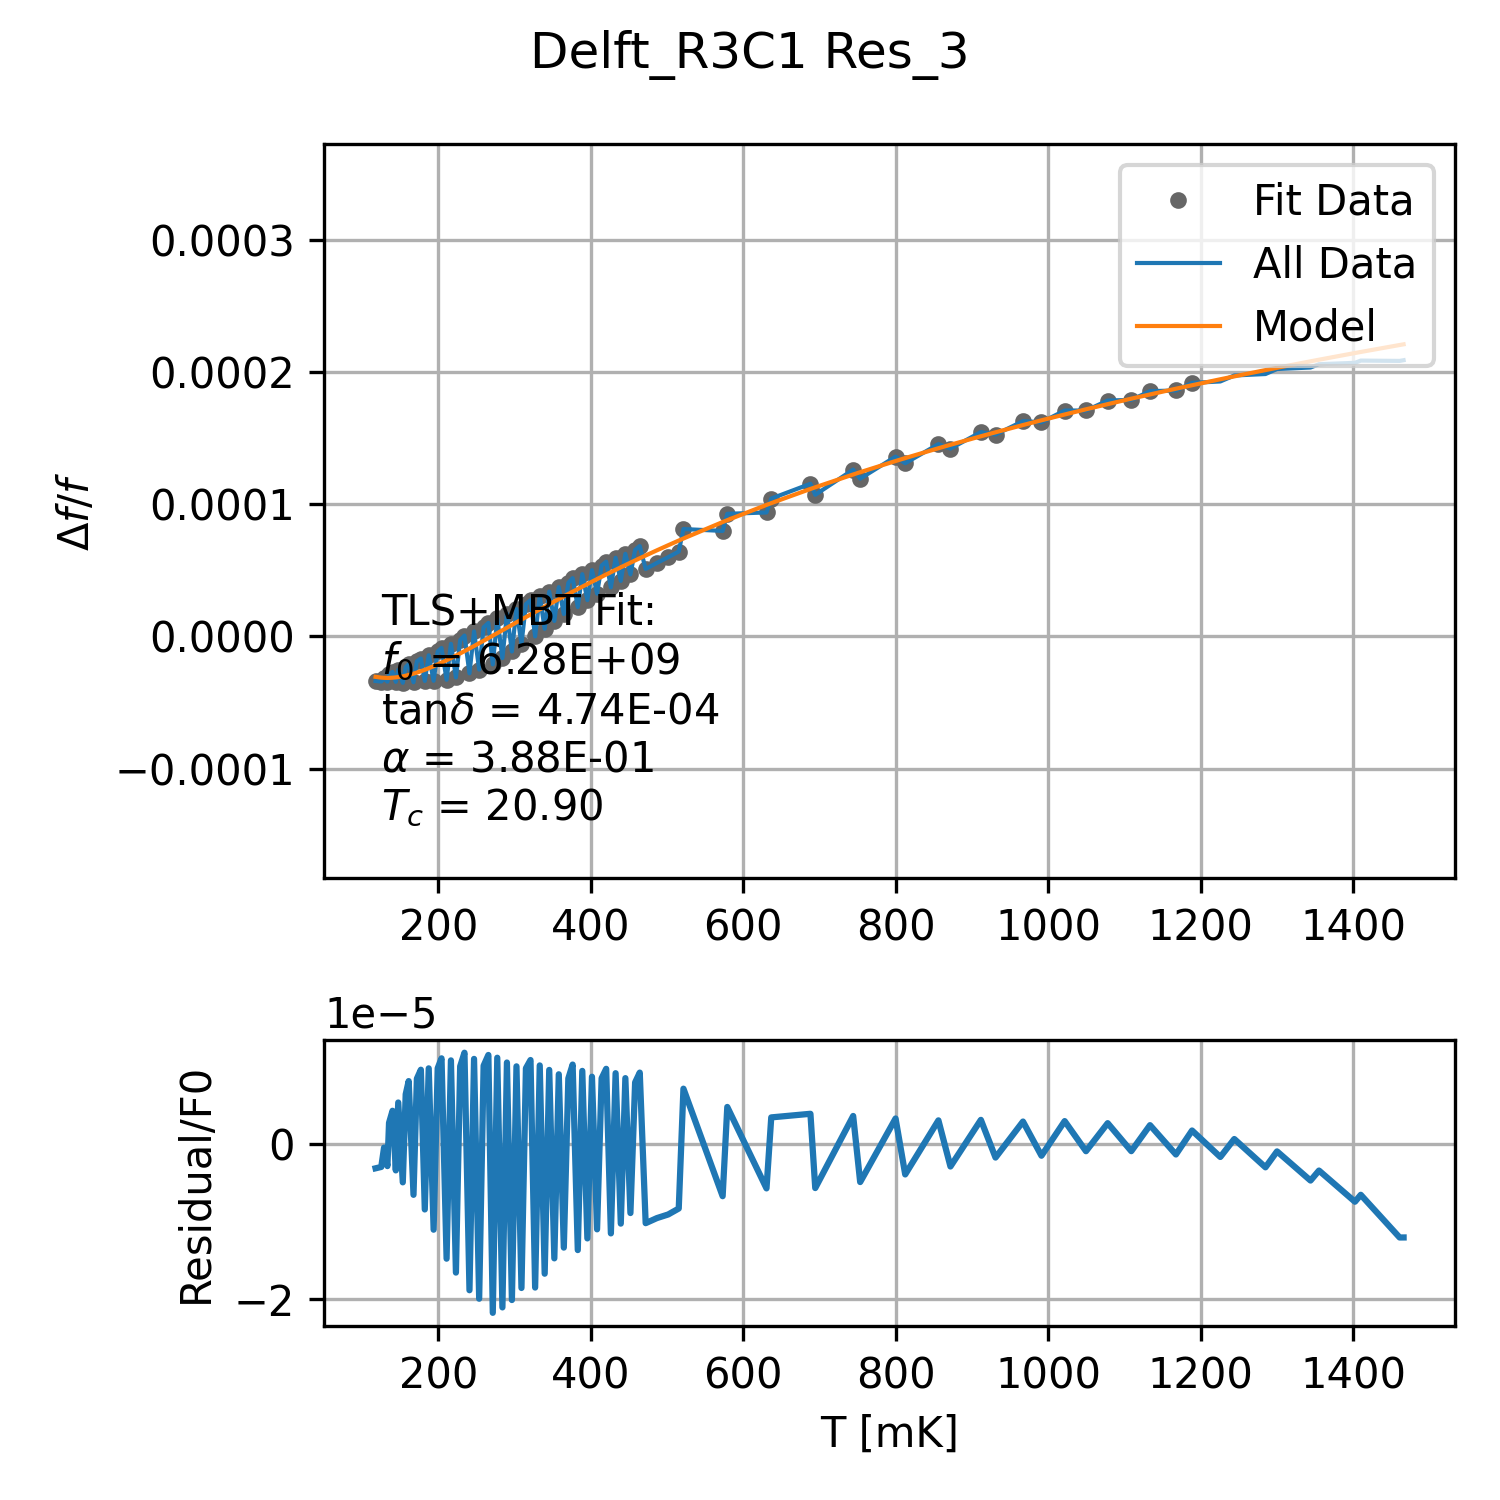 Delft_R3C1 Res_3
Δf/f
0.0003
0.0002
0.0001
0.0000
−0.0001
Fit Data
All Data
Model
TLS+MBT Fit:
f₀ = 6.28E+09
tanδ = 4.74E-04
α = 3.88E-01
T_c = 20.90
200 400 600 800 1000 1200 1400
1e−5
Residual/F0
0
−2
200 400 600 800 1000 1200 1400
T [mK]